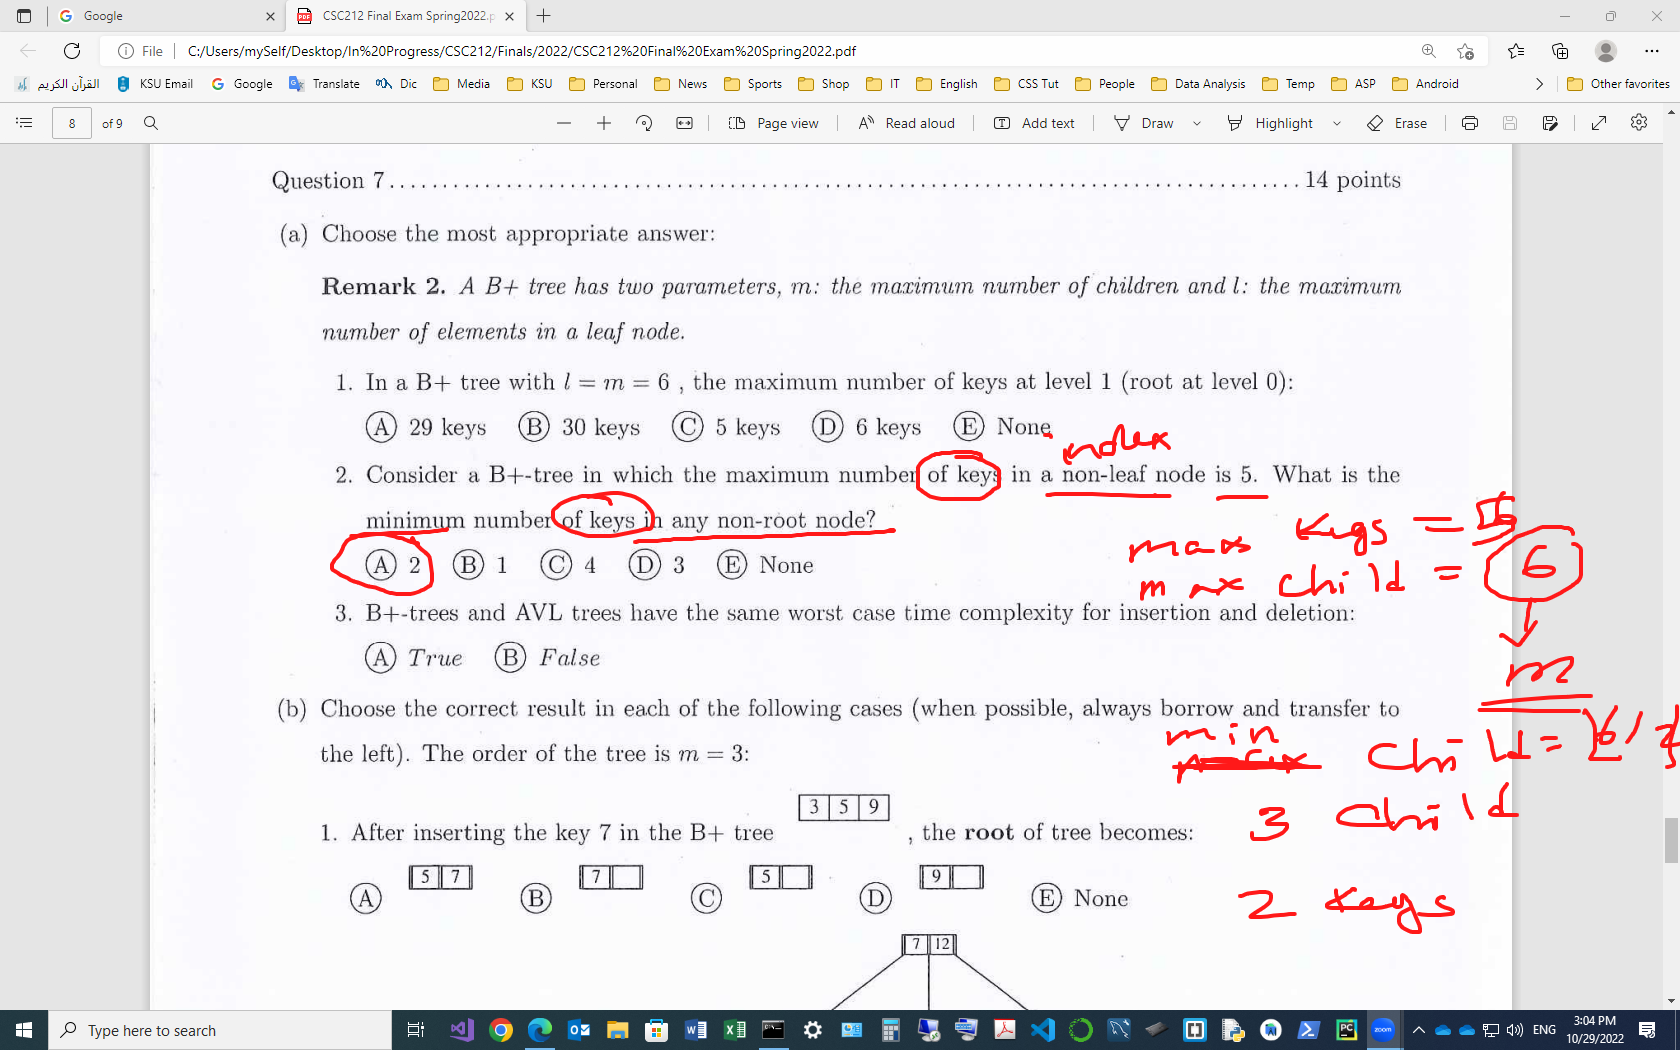 Google
CSC212 Final Exam Spring2022.p
File
C:/Users/mySelf/Desktop/In%20Progress/CSC212/Finals/2022/CSC212%20Final%20Exam%20Spring2022.pdf
القرآن الكريم KSU Email Google Translate Dic Media KSU Personal News Sports Shop IT English CSS Tut People Data Analysis Temp ASP Android Other favorites
8 of 9 Page view Read aloud Add text Draw Highlight Erase
Question 7 14 points
(a) Choose the most appropriate answer:
Remark 2. A B+ tree has two parameters, m: the maximum number of children and l: the maximum
number of elements in a leaf node.
1. In a B+ tree with l = m = 6 , the maximum number of keys at level 1 (root at level 0):
A 29 keys B 30 keys C 5 keys D 6 keys E None
index
2. Consider a B+-tree in which the maximum number of keys in a non-leaf node is 5. What is the
minimum number of keys in any non-root node?
max keys =
A 2 B 1 C 4 D 3 E None
max child = 6
3. B+-trees and AVL trees have the same worst case time complexity for insertion and deletion:
A True B False
m
(b) Choose the correct result in each of the following cases (when possible, always borrow and transfer to
the left). The order of the tree is m = 3:
min child = 6/2
3 5 9
3 child
1. After inserting the key 7 in the B+ tree , the root of tree becomes:
5 7 7 5 9
A B C D E None
2 keys
7 12
Type here to search
zoom
ENG
3:04 PM
10/29/2022